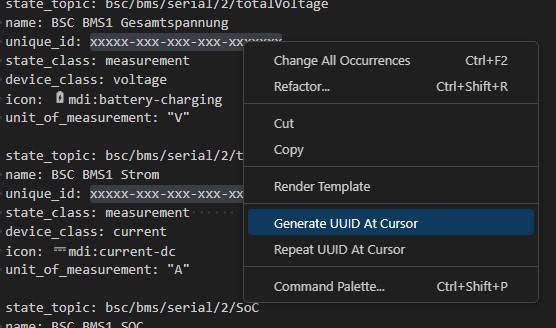 state_topic: bsc/bms/serial/2/totalVoltage
name: BSC BMS1 Gesamtspannung
unique_id: xxxxx-xxx-xxx-xxx-xxxxxxxx
state_class: measurement
device_class: voltage
icon: mdi:battery-charging
unit_of_measurement: "V"
state_topic: bsc/bms/serial/2/t
name: BSC BMS1 Strom
unique_id: xxxxx-xxx-xxx-xxx-xx
state_class: measurement
device_class: current
icon: mdi:current-dc
unit_of_measurement: "A"
state_topic: bsc/bms/serial/2/SoC
name: BSC BMS1 SOC
Change All Occurrences Ctrl+F2
Refactor... Ctrl+Shift+R
Cut
Copy
Render Template
Generate UUID At Cursor
Repeat UUID At Cursor
Command Palette... Ctrl+Shift+P